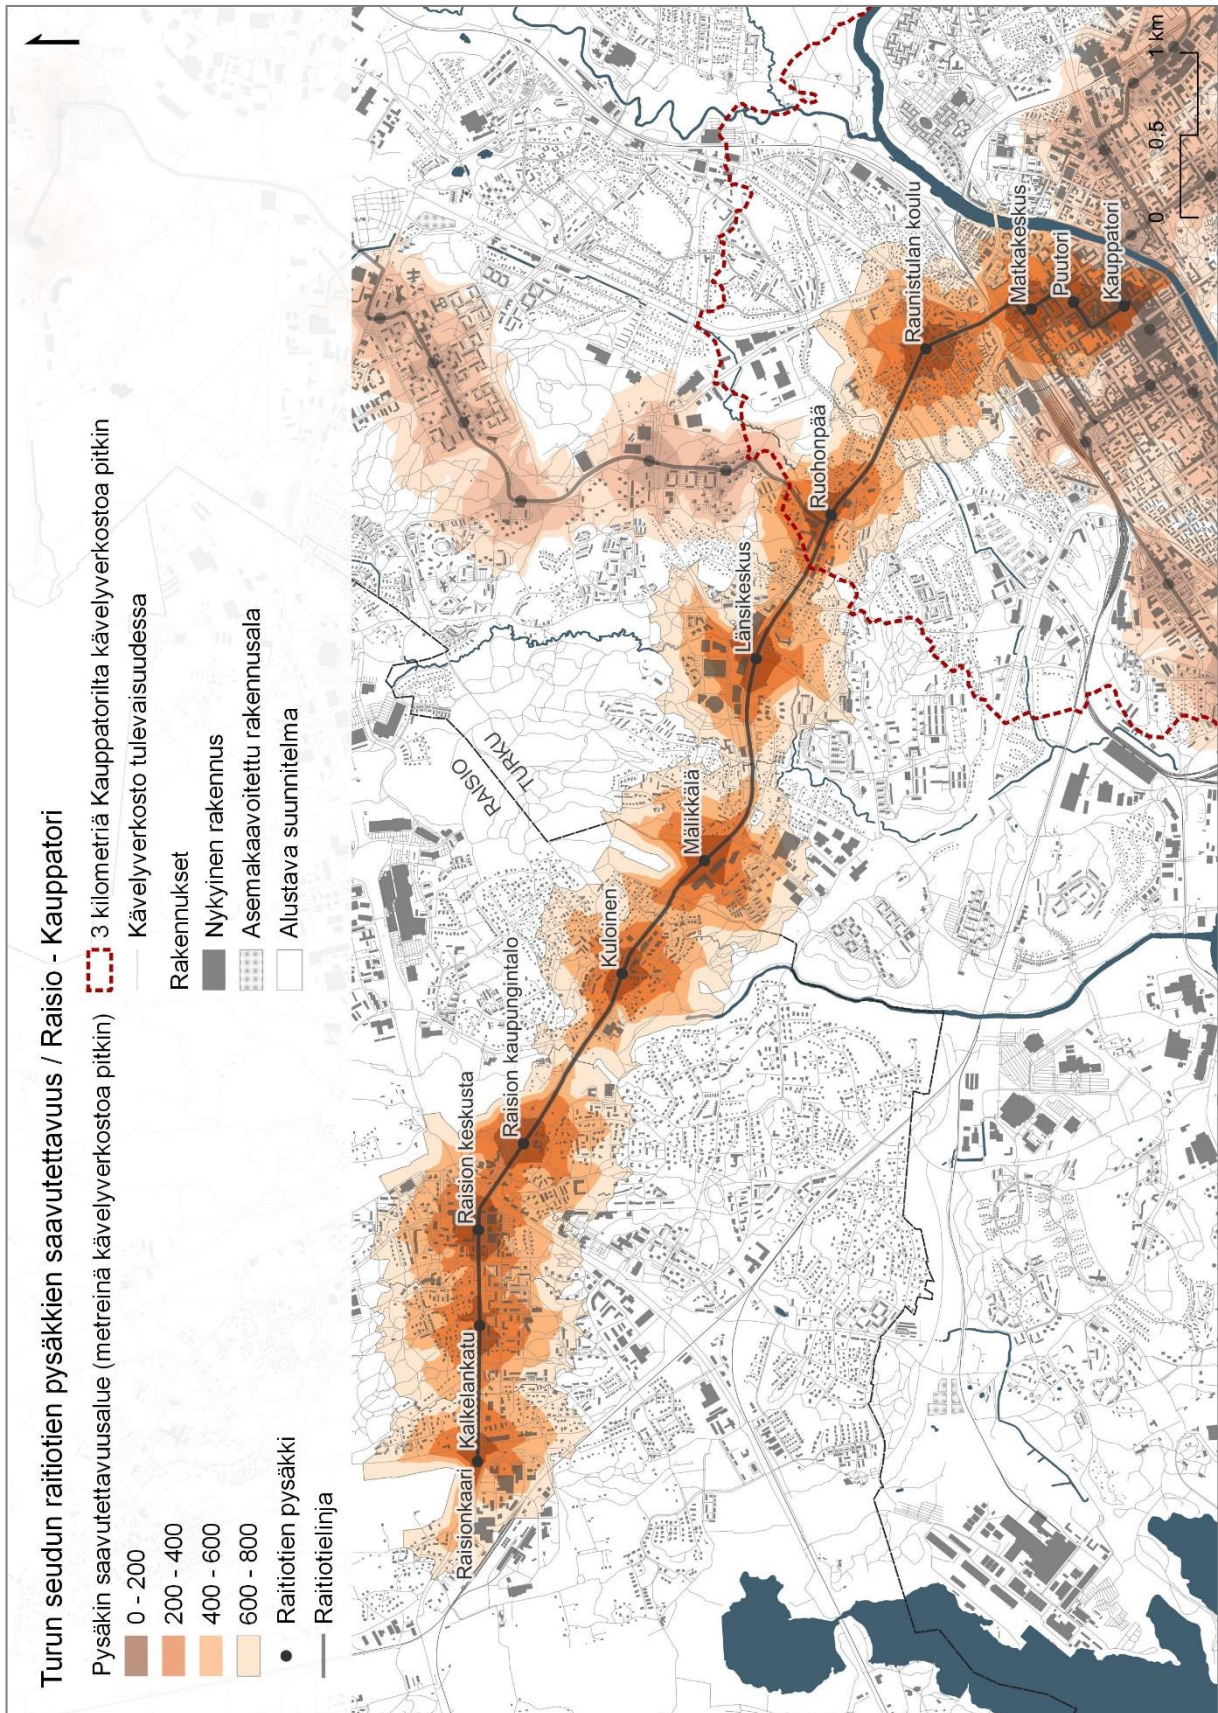 Turun seudun raitiotien pysäkkien saavutettavuus / Raisio - Kauppatori
Pysäkin saavutettavuusalue (metreinä kävelyverkostoa pitkin)
0 - 200
200 - 400
400 - 600
600 - 800
Raitiotien pysäkki
Raitiotielinja
3 kilometriä Kauppatorilta kävelyverkostoa pitkin
Kävelyverkosto tulevaisuudessa
Rakennukset
Nykyinen rakennus
Asemakaavoitettu rakennusala
Alustava suunnitelma
RAISIO
TURKU
Raisionkaari
Kalkelankatu
Raision keskusta
Raision kaupungintalo
Kuloinen
Mälikkälä
Länsikeskus
Ruohonpää
Raunistulan koulu
Matkakeskus
Puutori
Kauppatori
0 0,5 1 km